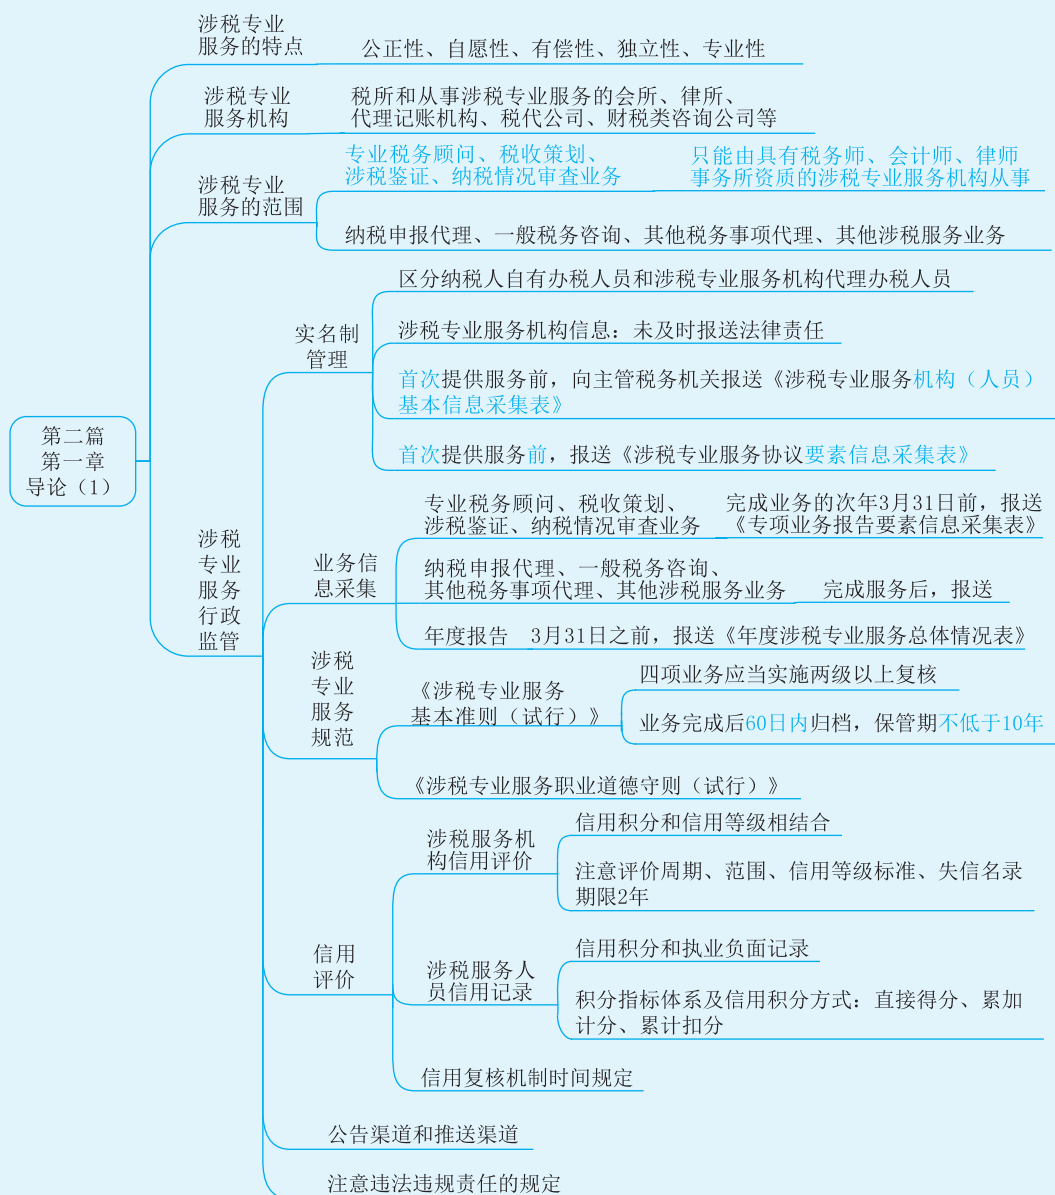 涉税专业
服务的特点
公正性、自愿性、有偿性、独立性、专业性
涉税专业
服务机构
税所和从事涉税专业服务的会所、律所、
代理记账机构、税代公司、财税类咨询公司等
涉税专业
服务的范围
专业税务顾问、税收策划、
涉税鉴证、纳税情况审查业务
只能由具有税务师、会计师、律师
事务所资质的涉税专业服务机构从事
纳税申报代理、一般税务咨询、其他税务事项代理、其他涉税服务业务
第二篇
第一章
导论（1）
涉税
专业
服务
行政
监管
实名制
管理
区分纳税人自有办税人员和涉税专业服务机构代理办税人员
涉税专业服务机构信息：未及时报送法律责任
首次提供服务前，向主管税务机关报送《涉税专业服务机构（人员）
基本信息采集表》
首次提供服务前，报送《涉税专业服务协议要素信息采集表》
业务信
息采集
专业税务顾问、税收策划、
涉税鉴证、纳税情况审查业务
完成业务的次年3月31日前，报送
《专项业务报告要素信息采集表》
纳税申报代理、一般税务咨询、
其他税务事项代理、其他涉税服务业务
完成服务后，报送
年度报告
3月31日之前，报送《年度涉税专业服务总体情况表》
涉税
专业
服务
规范
《涉税专业服务
基本准则（试行）》
四项业务应当实施两级以上复核
业务完成后60日内归档，保管期不低于10年
《涉税专业服务职业道德守则（试行）》
信用
评价
涉税服务机
构信用评价
信用积分和信用等级相结合
注意评价周期、范围、信用等级标准、失信名录
期限2年
涉税服务人
员信用记录
信用积分和执业负面记录
积分指标体系及信用积分方式：直接得分、累加
计分、累计扣分
信用复核机制时间规定
公告渠道和推送渠道
注意违法违规责任的规定